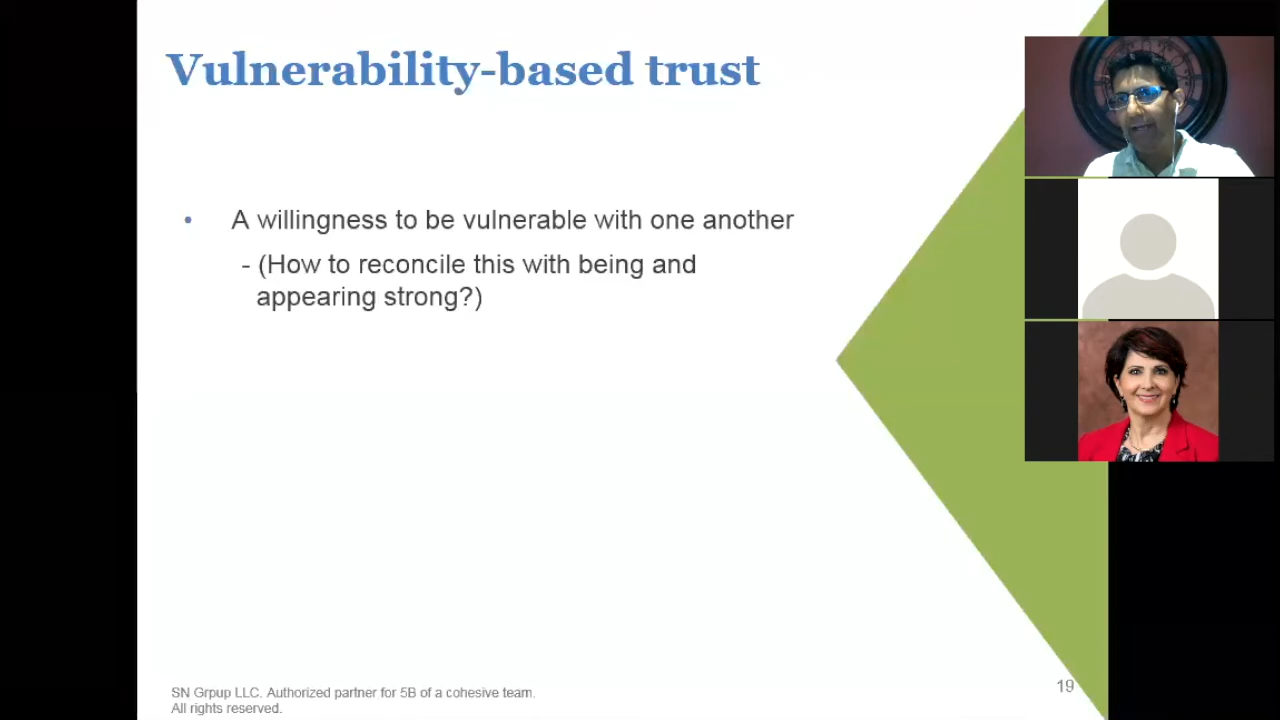 Vulnerability-based trust
• A willingness to be vulnerable with one another
- (How to reconcile this with being and
appearing strong?)
SN Grpup LLC. Authorized partner for 5B of a cohesive team.
All rights reserved.
19